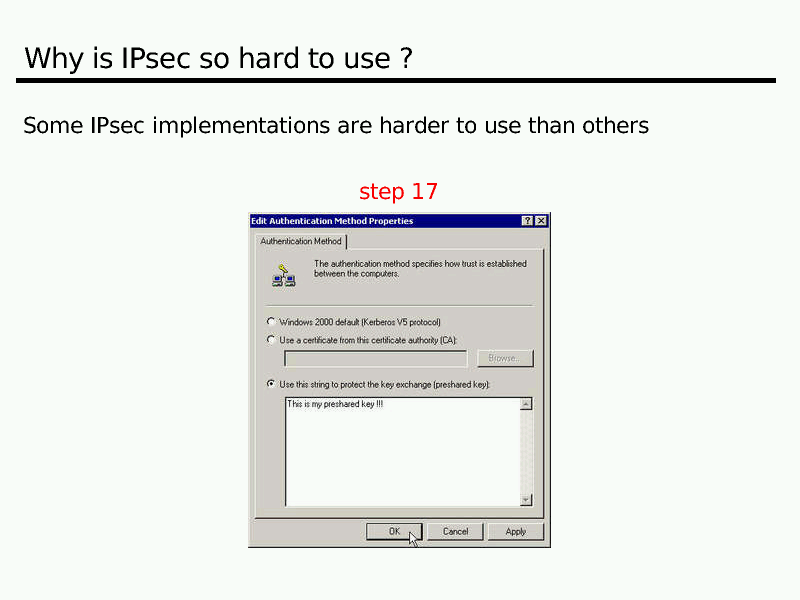 Why is IPsec so hard to use ?
Some IPsec implementations are harder to use than others
step 17
Edit Authentication Method Properties
Authentication Method
The authentication method specifies how trust is established
between the computers.
Windows 2000 default (Kerberos V5 protocol)
Use a certificate from this certificate authority (CA):
Browse...
Use this string to protect the key exchange (preshared key):
This is my preshared key !!!
OK Cancel Apply